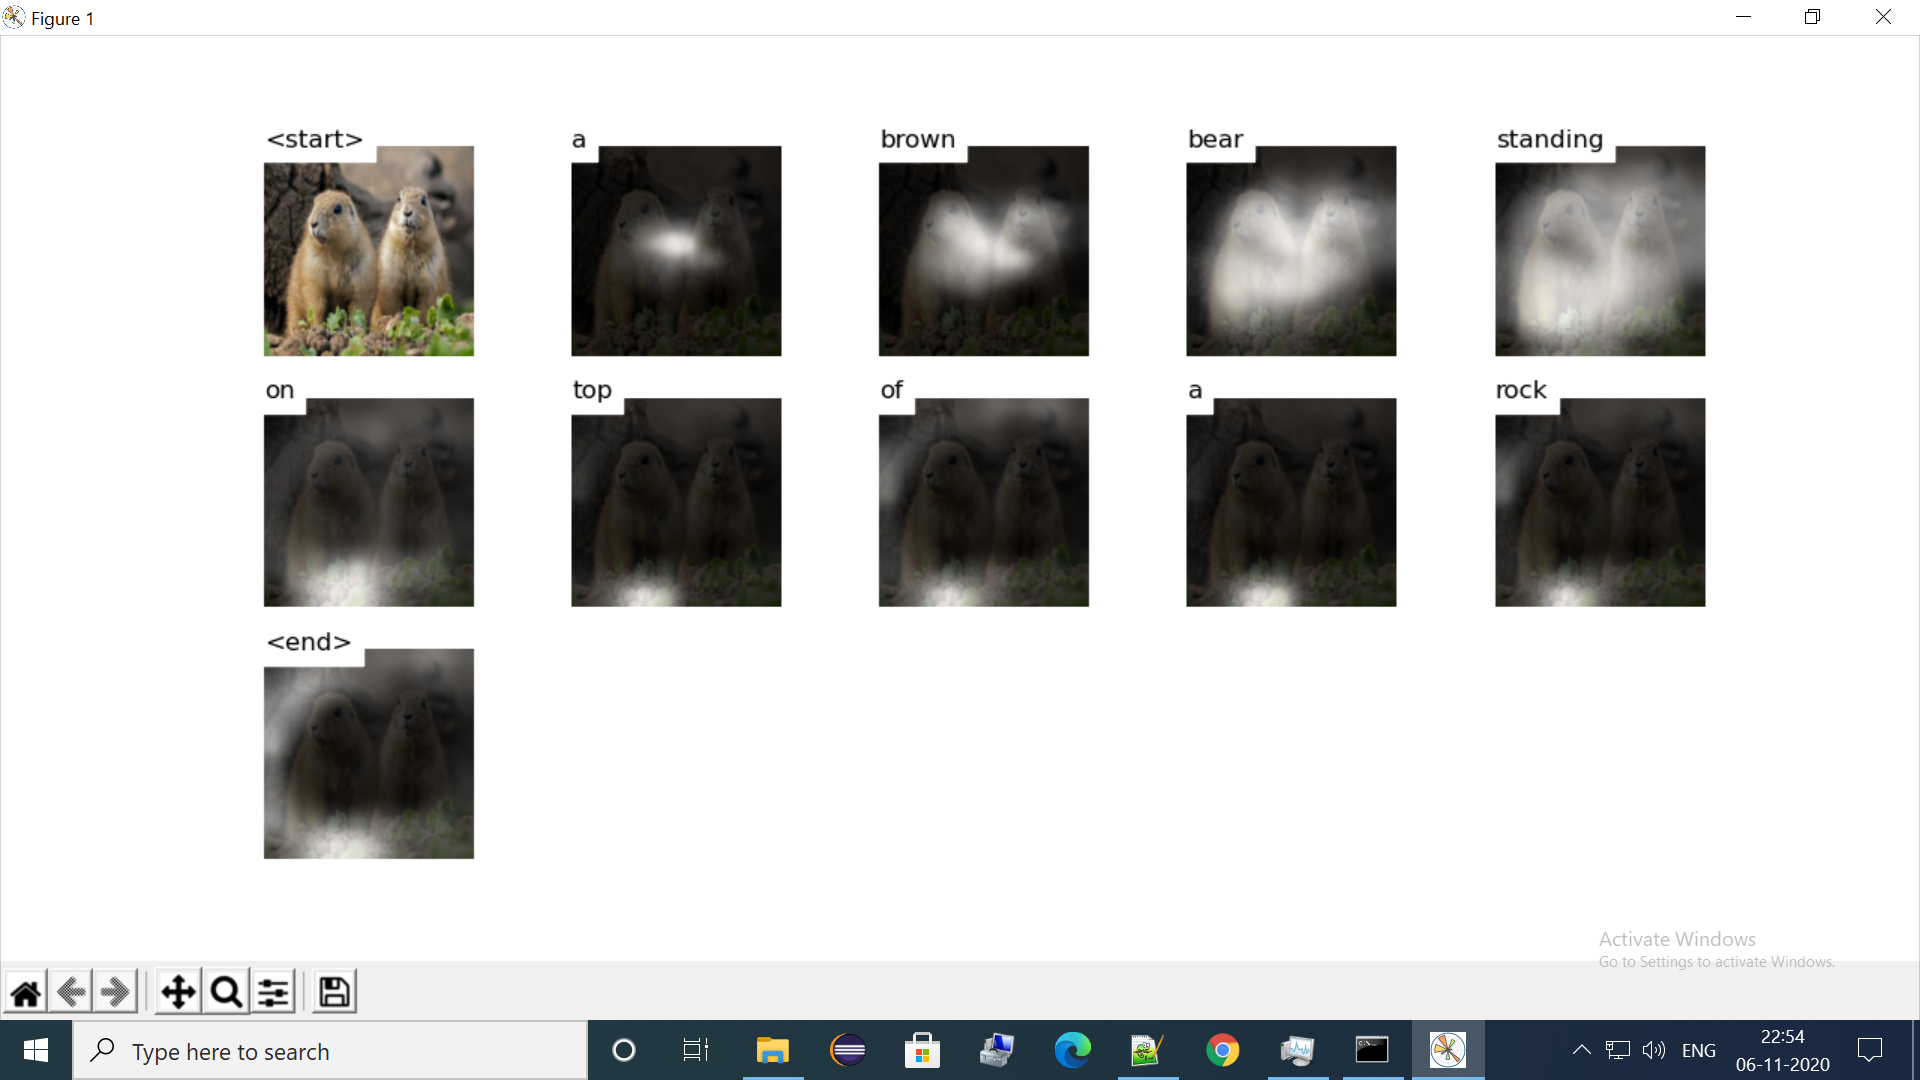 Figure 1
<start>
a
brown
bear
standing
on
top
of
a
rock
<end>
Activate Windows
Go to Settings to activate Windows.
Type here to search
ENG
22:54
06-11-2020